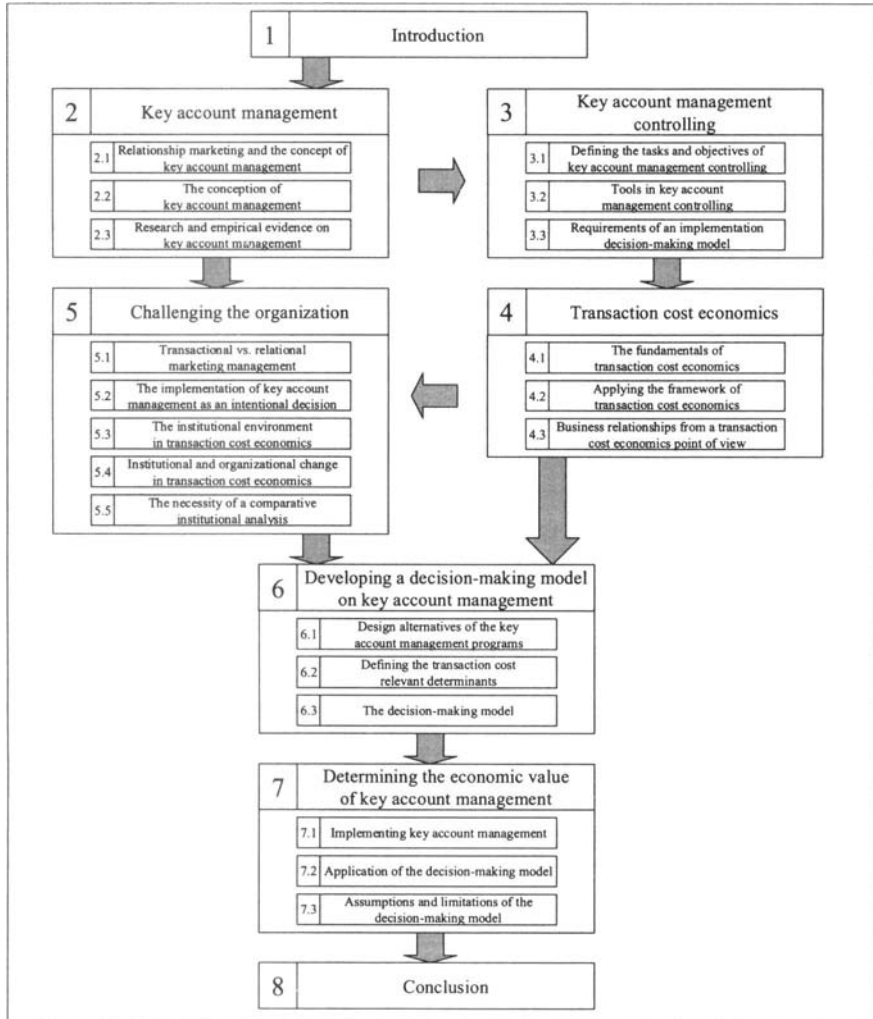 1 Introduction
2 Key account management
2.1 Relationship marketing and the concept of
key account management
2.2 The conception of
key account management
2.3 Research and empirical evidence on
key account management
3 Key account management
controlling
3.1 Defining the tasks and objectives of
key account management controlling
3.2 Tools in key account
management controlling
3.3 Requirements of an implementation
decision-making model
5 Challenging the organization
5.1 Transactional vs. relational
marketing management
5.2 The implementation of key account
management as an intentional decision
5.3 The institutional environment
in transaction cost economics
5.4 Institutional and organizational change
in transaction cost economics
5.5 The necessity of a comparative
institutional analysis
4 Transaction cost economics
4.1 The fundamentals of
transaction cost economics
4.2 Applying the framework of
transaction cost economics
4.3 Business relationships from a transaction
cost economics point of view
6 Developing a decision-making model
on key account management
6.1 Design alternatives of the key
account management programs
6.2 Defining the transaction cost
relevant determinants
6.3 The decision-making model
7 Determining the economic value
of key account management
7.1 Implementing key account management
7.2 Application of the decision-making model
7.3 Assumptions and limitations of the
decision-making model
8 Conclusion